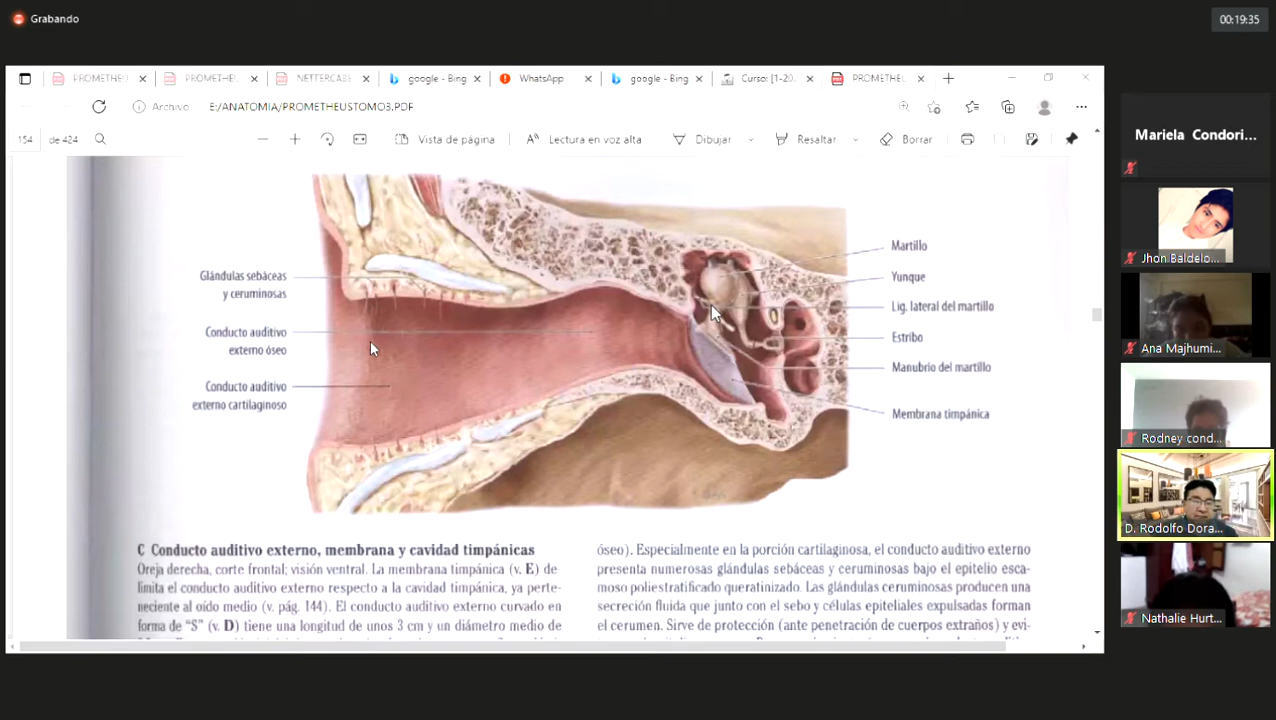 Grabando
00:19:35
PROMETHEU
PROMETHEU
NETTERCABE
google - Bing
WhatsApp
google - Bing
Curso: [1-20
PROMETHE
Archivo
E:/ANATOMIA/PROMETHEUSTOMO3.PDF
154
de 424
Vista de página
Lectura en voz alta
Dibujar
Resaltar
Borrar
Glándulas sebáceas
y ceruminosas
Conducto auditivo
externo óseo
Conducto auditivo
externo cartilaginoso
Martillo
Yunque
Lig. lateral del martillo
Estribo
Manubrio del martillo
Membrana timpánica
C Conducto auditivo externo, membrana y cavidad timpánicas
Oreja derecha, corte frontal; visión ventral. La membrana timpánica (v. E) de-
limita el conducto auditivo externo respecto a la cavidad timpánica, ya perte-
neciente al oído medio (v. pág. 144). El conducto auditivo externo curvado en
forma de “S” (v. D) tiene una longitud de unos 3 cm y un diámetro medio de
óseo). Especialmente en la porción cartilaginosa, el conducto auditivo externo
presenta numerosas glándulas sebáceas y ceruminosas bajo el epitelio esca-
moso poliestratificado queratinizado. Las glándulas ceruminosas producen una
secreción fluida que junto con el sebo y células epiteliales expulsadas forman
el cerumen. Sirve de protección (ante penetración de cuerpos extraños) y evi-
Mariela Condori...
Jhon Baldelo...
Ana Majhumi...
Rodney cond...
D. Rodolfo Dora...
Nathalie Hurt...